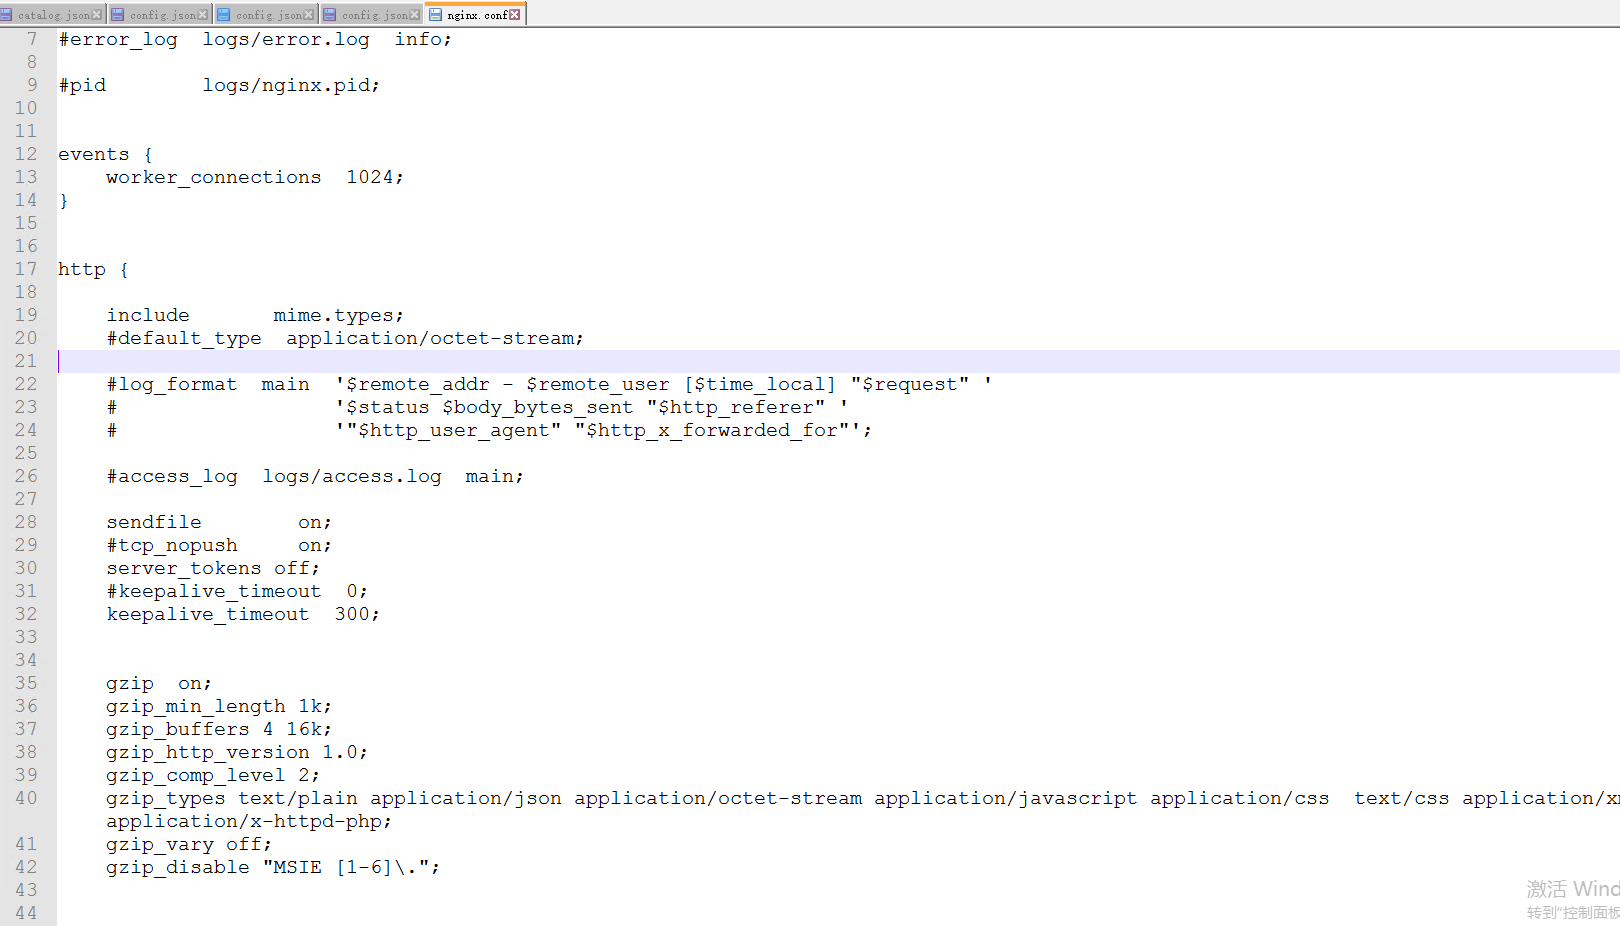 catalog.json config.json config.json config.json nginx.conf
7 #error_log  logs/error.log  info;
8
9 #pid        logs/nginx.pid;
10
11
12 events {
13     worker_connections  1024;
14 }
15
16
17 http {
18
19     include       mime.types;
20     #default_type  application/octet-stream;
21
22     #log_format  main  '$remote_addr - $remote_user [$time_local] "$request" '
23     #                  '$status $body_bytes_sent "$http_referer" '
24     #                  '"$http_user_agent" "$http_x_forwarded_for"';
25
26     #access_log  logs/access.log  main;
27
28     sendfile        on;
29     #tcp_nopush     on;
30     server_tokens off;
31     #keepalive_timeout  0;
32     keepalive_timeout  300;
33
34
35     gzip  on;
36     gzip_min_length 1k;
37     gzip_buffers 4 16k;
38     gzip_http_version 1.0;
39     gzip_comp_level 2;
40     gzip_types text/plain application/json application/octet-stream application/javascript application/css  text/css
application/x-httpd-php;
41     gzip_vary off;
42     gzip_disable "MSIE [1-6]\.";
43
44
激活 Wind
转到"控制面板